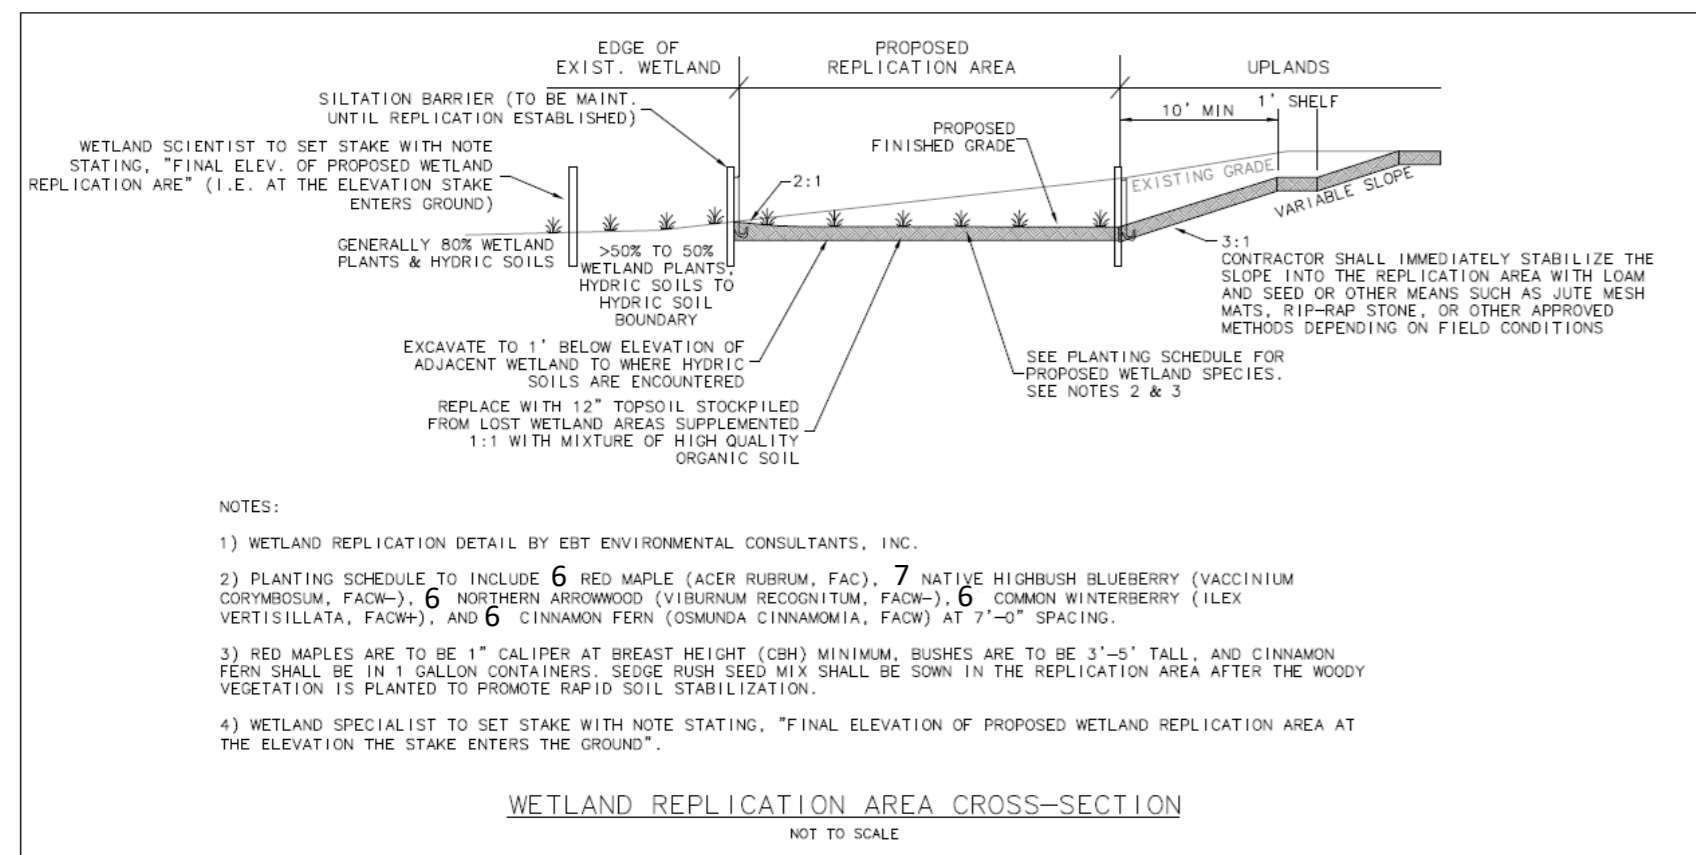 EDGE OF
EXIST. WETLAND
PROPOSED
REPLICATION AREA
UPLANDS
SILTATION BARRIER (TO BE MAINT.
UNTIL REPLICATION ESTABLISHED)
10' MIN
1' SHELF
WETLAND SCIENTIST TO SET STAKE WITH NOTE
STATING, "FINAL ELEV. OF PROPOSED WETLAND
REPLICATION ARE" (I.E. AT THE ELEVATION STAKE
ENTERS GROUND)
PROPOSED
FINISHED GRADE
2:1
EXISTING GRADE
VARIABLE SLOPE
GENERALLY 80% WETLAND
PLANTS & HYDRIC SOILS
>50% TO 50%
WETLAND PLANTS,
HYDRIC SOILS TO
HYDRIC SOIL
BOUNDARY
3:1
CONTRACTOR SHALL IMMEDIATELY STABILIZE THE
SLOPE INTO THE REPLICATION AREA WITH LOAM
AND SEED OR OTHER MEANS SUCH AS JUTE MESH
MATS, RIP-RAP STONE, OR OTHER APPROVED
METHODS DEPENDING ON FIELD CONDITIONS
EXCAVATE TO 1' BELOW ELEVATION OF
ADJACENT WETLAND TO WHERE HYDRIC
SOILS ARE ENCOUNTERED
SEE PLANTING SCHEDULE FOR
PROPOSED WETLAND SPECIES.
SEE NOTES 2 & 3
REPLACE WITH 12" TOPSOIL STOCKPILED
FROM LOST WETLAND AREAS SUPPLEMENTED
1:1 WITH MIXTURE OF HIGH QUALITY
ORGANIC SOIL
NOTES:
1) WETLAND REPLICATION DETAIL BY EBT ENVIRONMENTAL CONSULTANTS, INC.
2) PLANTING SCHEDULE TO INCLUDE 6 RED MAPLE (ACER RUBRUM, FAC), 7 NATIVE HIGHBUSH BLUEBERRY (VACCINIUM
CORYMBOSUM, FACW-), 6 NORTHERN ARROWWOOD (VIBURNUM RECOGNITUM, FACW-), 6 COMMON WINTERBERRY (ILEX
VERTISILLATA, FACW+), AND 6 CINNAMON FERN (OSMUNDA CINNAMOMIA, FACW) AT 7'-0" SPACING.
3) RED MAPLES ARE TO BE 1" CALIPER AT BREAST HEIGHT (CBH) MINIMUM, BUSHES ARE TO BE 3'-5' TALL, AND CINNAMON
FERN SHALL BE IN 1 GALLON CONTAINERS. SEDGE RUSH SEED MIX SHALL BE SOWN IN THE REPLICATION AREA AFTER THE WOODY
VEGETATION IS PLANTED TO PROMOTE RAPID SOIL STABILIZATION.
4) WETLAND SPECIALIST TO SET STAKE WITH NOTE STATING, "FINAL ELEVATION OF PROPOSED WETLAND REPLICATION AREA AT
THE ELEVATION THE STAKE ENTERS THE GROUND".
WETLAND REPLICATION AREA CROSS-SECTION
NOT TO SCALE